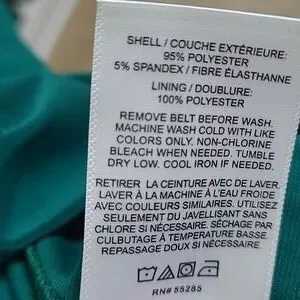 SHELL / COUCHE EXTÉRIEURE:
95% POLYESTER
5% SPANDEX / FIBRE ÉLASTHANNE
LINING / DOUBLURE:
100% POLYESTER
REMOVE BELT BEFORE WASH.
MACHINE WASH COLD WITH LIKE
COLORS ONLY. NON-CHLORINE
BLEACH WHEN NEEDED. TUMBLE
DRY LOW. COOL IRON IF NEEDED.
RETIRER LA CEINTURE AVEC DE LAVER.
LAVER À LA MACHINE À L'EAU FROIDE
AVEC COULEURS SIMILAIRES. UTILISEZ
SEULEMENT DU JAVELLISANT SANS
CHLORE SI NÉCESSAIRE. SÉCHAGE PAR
CULBUTAGE À TEMPERATURE BASSE
REPASSAGE DOUX SI NÉCESSAIRE.
RN# 55285